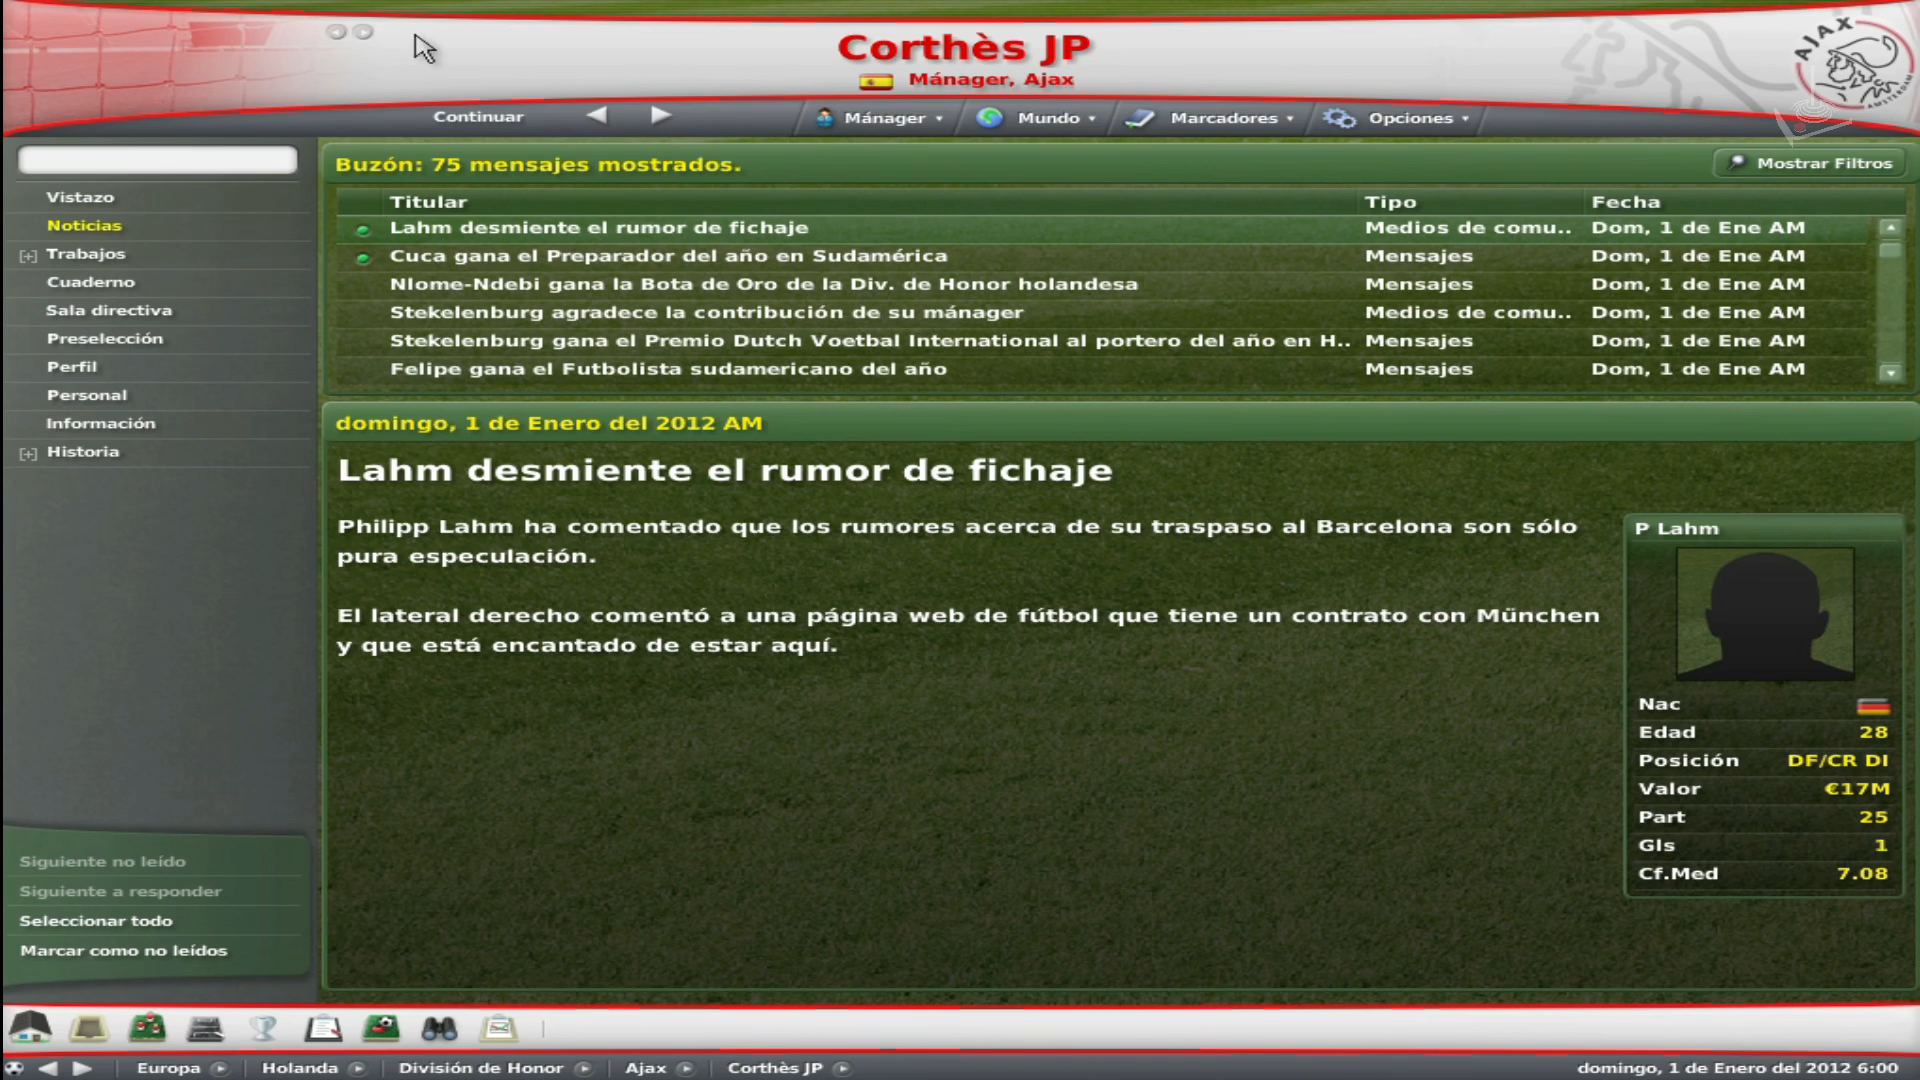 Corthès JP
Mánager, Ajax
AJAX
AMSTERDAM
Continuar
Mánager
Mundo
Marcadores
Opciones
Vistazo
Noticias
[+] Trabajos
Cuaderno
Sala directiva
Preselección
Perfil
Personal
Información
[+] Historia
Buzón: 75 mensajes mostrados.
Mostrar Filtros
Titular Tipo Fecha
Lahm desmiente el rumor de fichaje Medios de comu.. Dom, 1 de Ene AM
Cuca gana el Preparador del año en Sudamérica Mensajes Dom, 1 de Ene AM
Nlome-Ndebi gana la Bota de Oro de la Div. de Honor holandesa Mensajes Dom, 1 de Ene AM
Stekelenburg agradece la contribución de su mánager Medios de comu.. Dom, 1 de Ene AM
Stekelenburg gana el Premio Dutch Voetbal International al portero del año en H.. Mensajes Dom, 1 de Ene AM
Felipe gana el Futbolista sudamericano del año Mensajes Dom, 1 de Ene AM
domingo, 1 de Enero del 2012 AM
Lahm desmiente el rumor de fichaje
Philipp Lahm ha comentado que los rumores acerca de su traspaso al Barcelona son sólo
pura especulación.
El lateral derecho comentó a una página web de fútbol que tiene un contrato con München
y que está encantado de estar aquí.
P Lahm
Nac
Edad 28
Posición DF/CR DI
Valor €17M
Part 25
Gls 1
Cf.Med 7.08
Siguiente no leído
Siguiente a responder
Seleccionar todo
Marcar como no leídos
Europa
Holanda
División de Honor
Ajax
Corthès JP
domingo, 1 de Enero del 2012 6:00